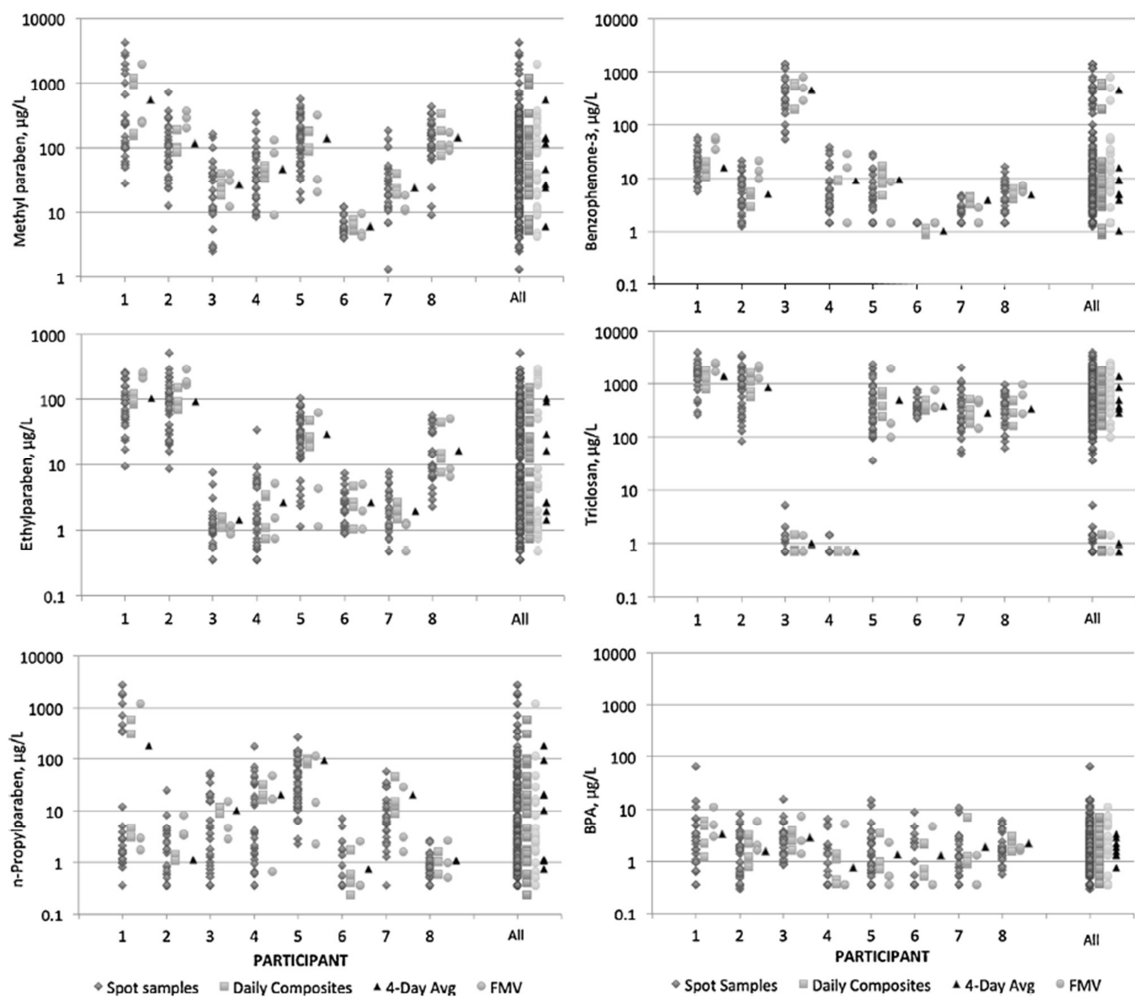 Methyl paraben, µg/L
10000
1000
100
10
1
1 2 3 4 5 6 7 8 All
Benzophenone-3, µg/L
10000
1000
100
10
1
0.1
1 2 3 4 5 6 7 8 All
Ethylparaben, µg/L
1000
100
10
1
0.1
1 2 3 4 5 6 7 8 All
Triclosan, µg/L
10000
1000
100
10
1
0.1
1 2 3 4 5 6 7 8 All
n-Propylparaben, µg/L
10000
1000
100
10
1
0.1
1 2 3 4 5 6 7 8 All
PARTICIPANT
Spot samples Daily Composites 4-Day Avg FMV
BPA, µg/L
10000
1000
100
10
1
0.1
1 2 3 4 5 6 7 8 All
PARTICIPANT
Spot Samples Daily Composites 4-Day Avg FMV